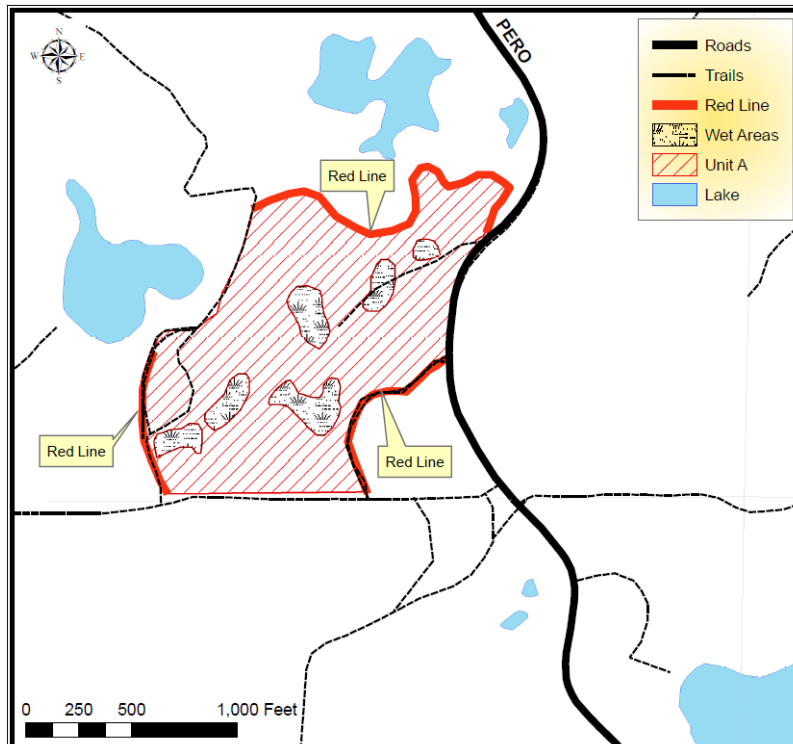 N
W E
S
PERO
Roads
Trails
Red Line
Wet Areas
Unit A
Lake
Red Line
Red Line
Red Line
0 250 500 1,000 Feet